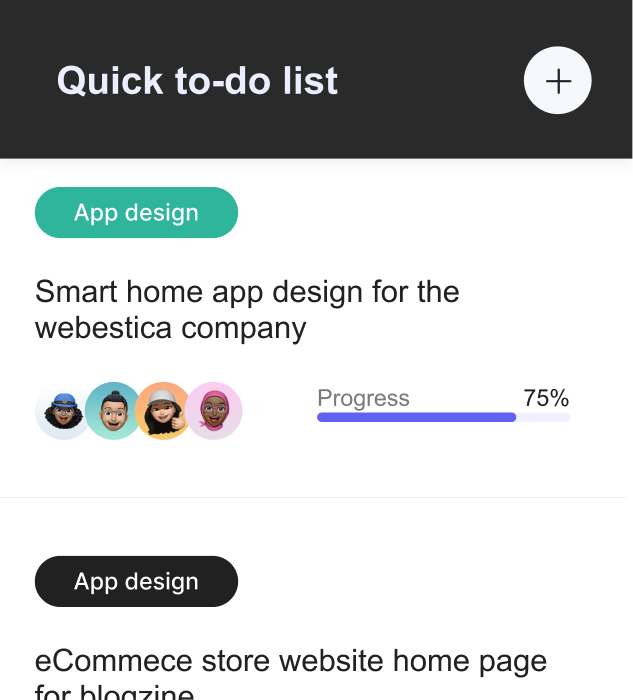 Quick to-do list
App design
Smart home app design for the
webestica company
Progress 75%
App design
eCommece store website home page
for blogzine